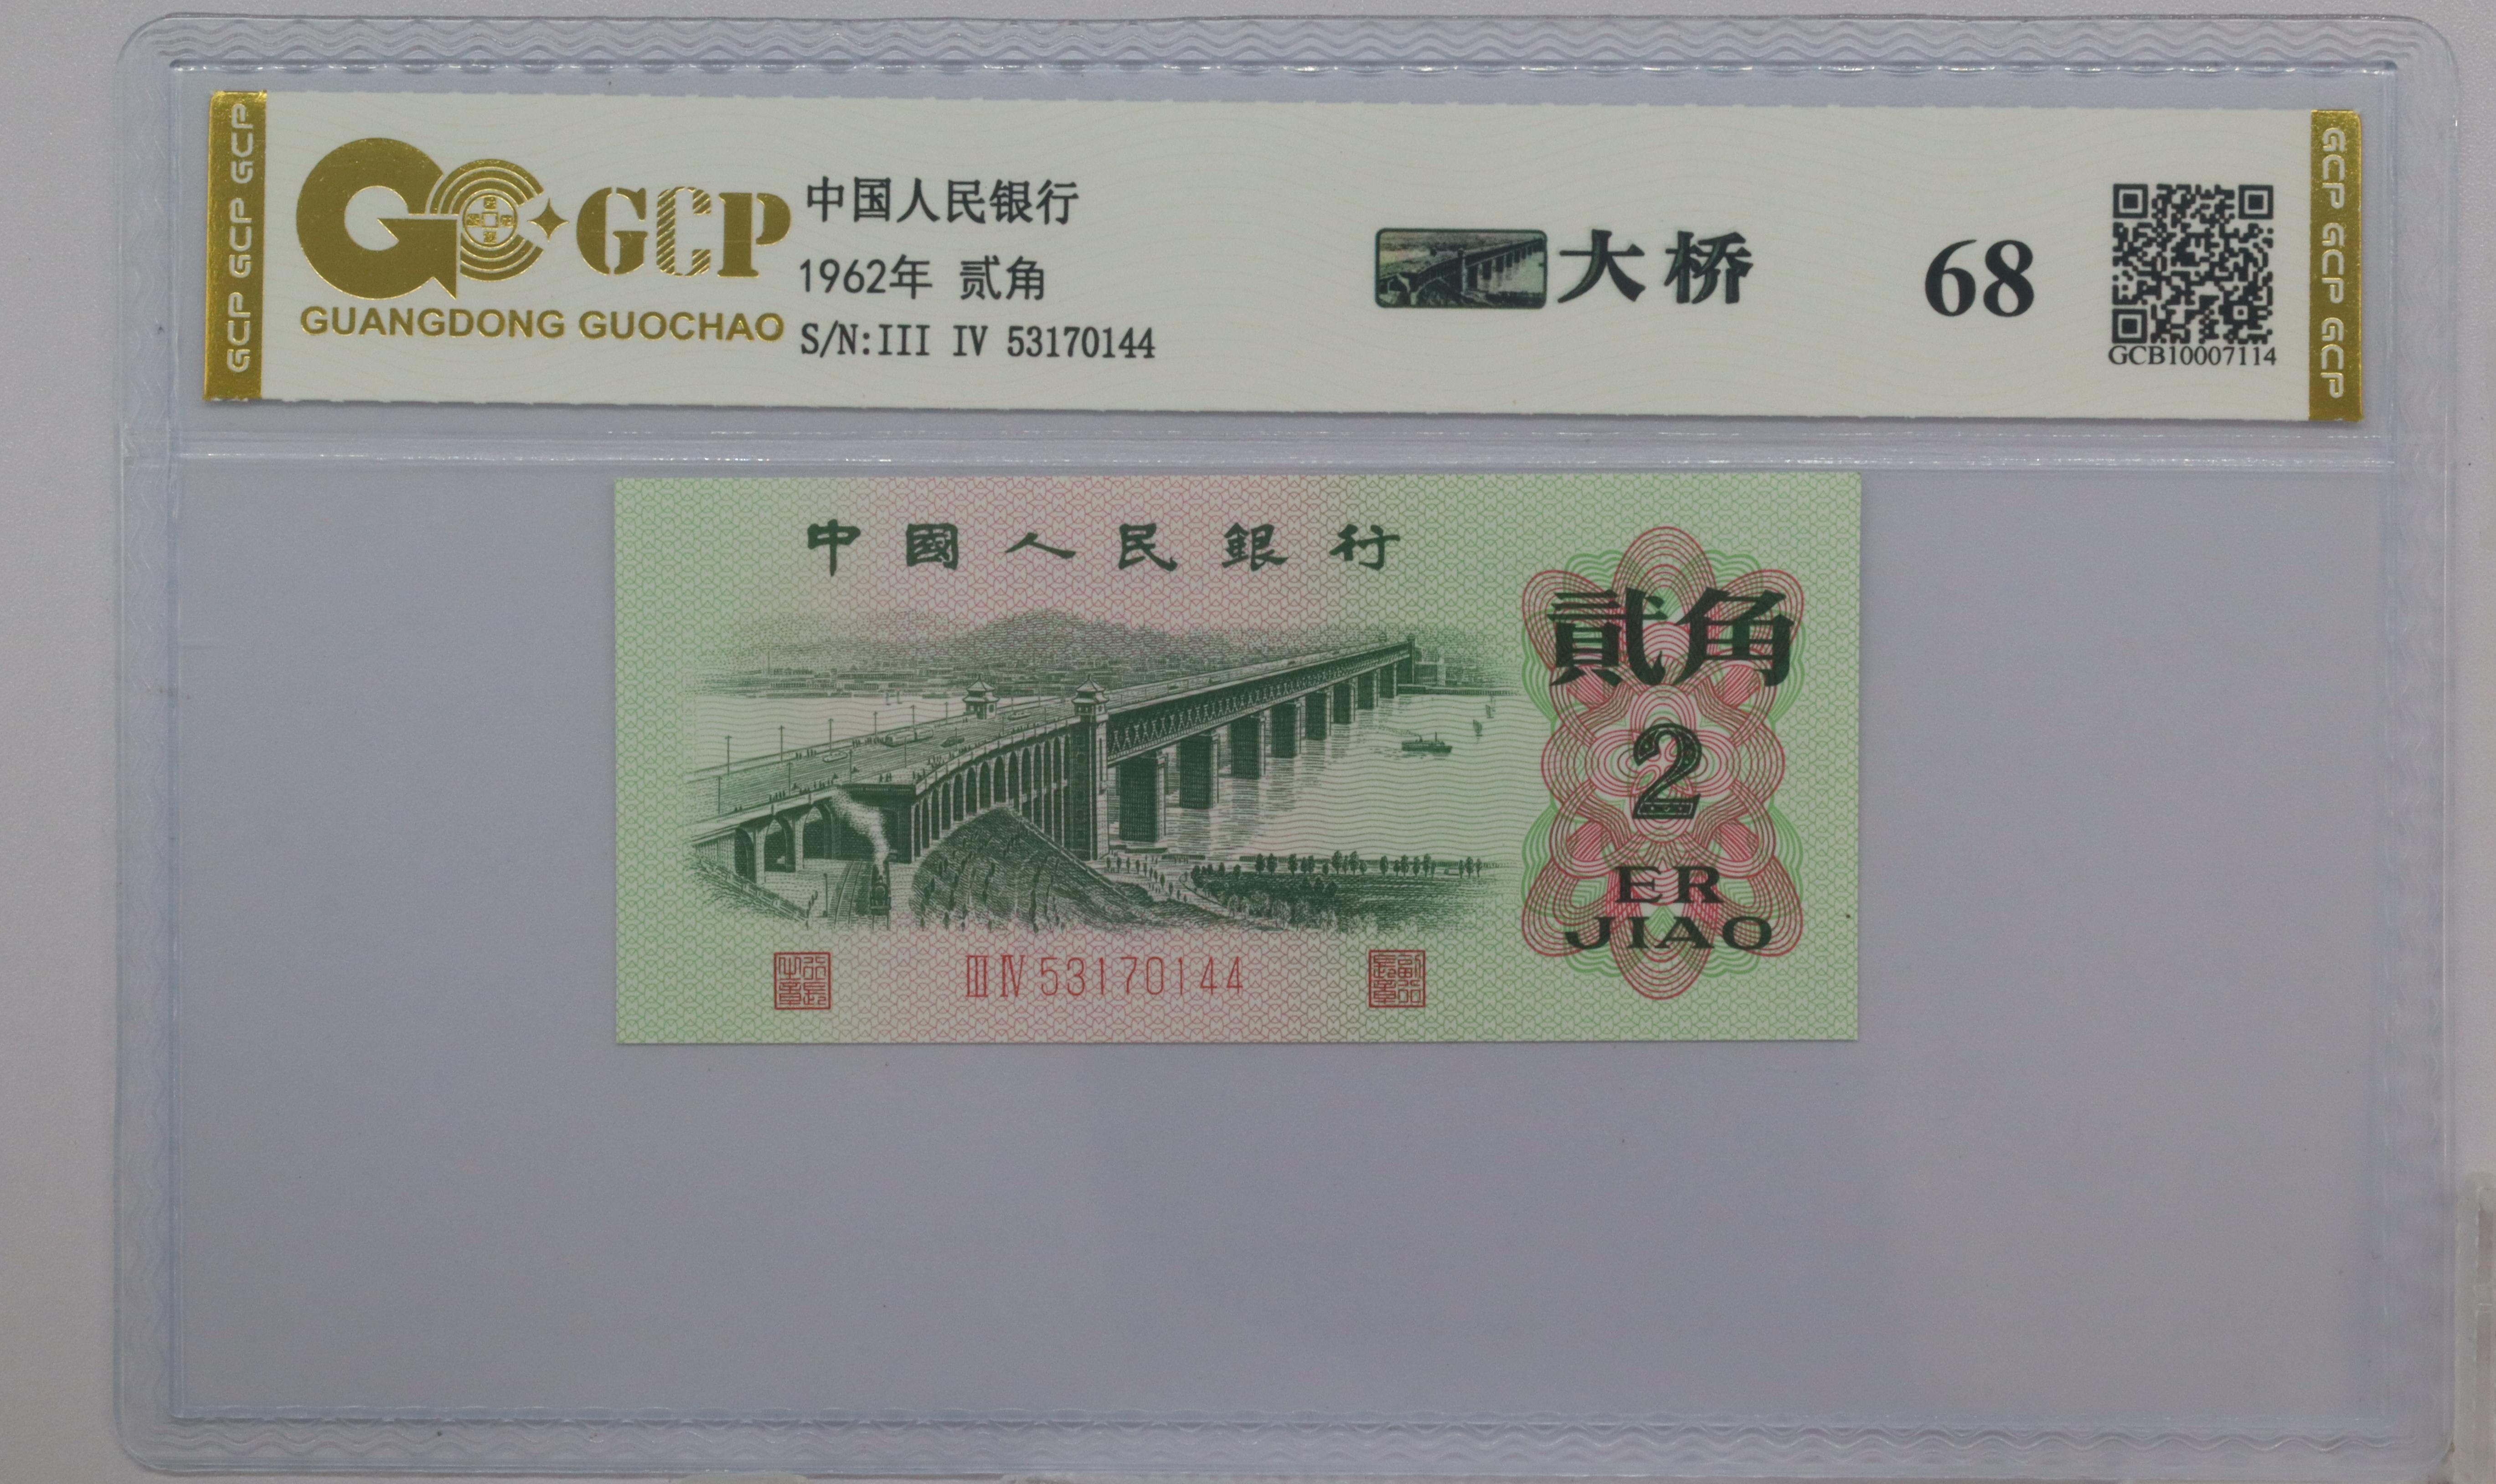 GCP GCP GCP
GCP
GUANGDONG GUOCHAO
中国人民银行
1962年 贰角
S/N:III IV 53170144
大桥
68
GCB10007114
GCP GCP GCP
中國人民銀行
貳角
2
ER
JIAO
III IV 53170144